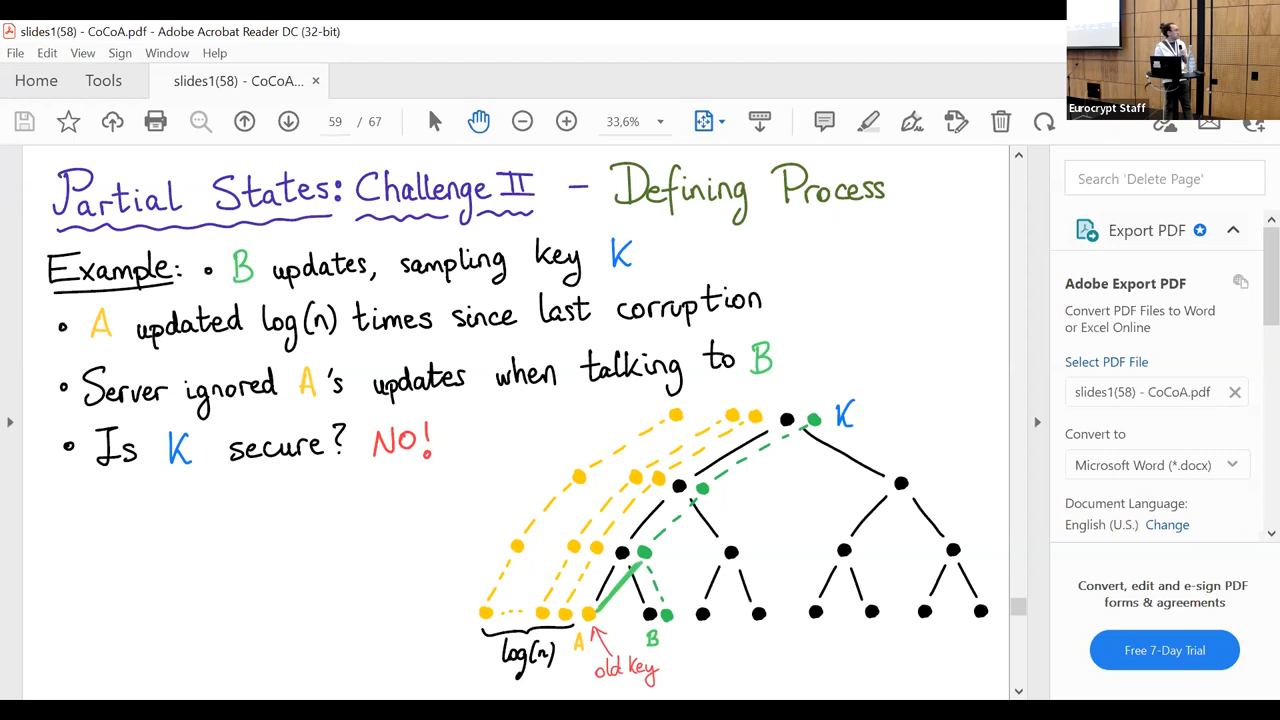 slides1(58) - CoCoA.pdf - Adobe Acrobat Reader DC (32-bit)
File Edit View Sign Window Help
Home Tools slides1(58) - CoCoA... ×
59 / 67 33,6%
Eurocrypt Staff
Partial States: Challenge II - Defining Process
Example: • B updates, sampling key K
• A updated log(n) times since last corruption
• Server ignored A's updates when talking to B
• Is K secure? NO!
K
...
A B
log(n)
old key
Search 'Delete Page'
Export PDF
Adobe Export PDF
Convert PDF Files to Word
or Excel Online
Select PDF File
slides1(58) - CoCoA.pdf
Convert to
Microsoft Word (*.docx)
Document Language:
English (U.S.) Change
Convert, edit and e-sign PDF
forms & agreements
Free 7-Day Trial